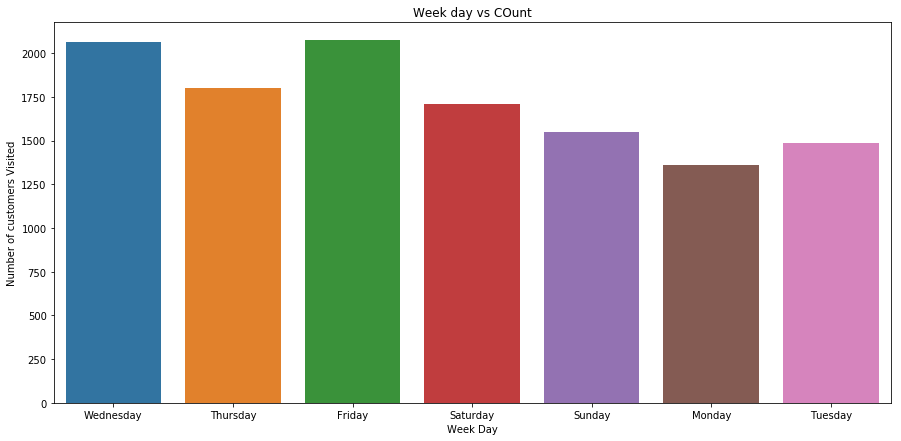 Week day vs COunt
Number of customers Visited
2000
1750
1500
1250
1000
750
500
250
0
Wednesday Thursday Friday Saturday Sunday Monday Tuesday
Week Day